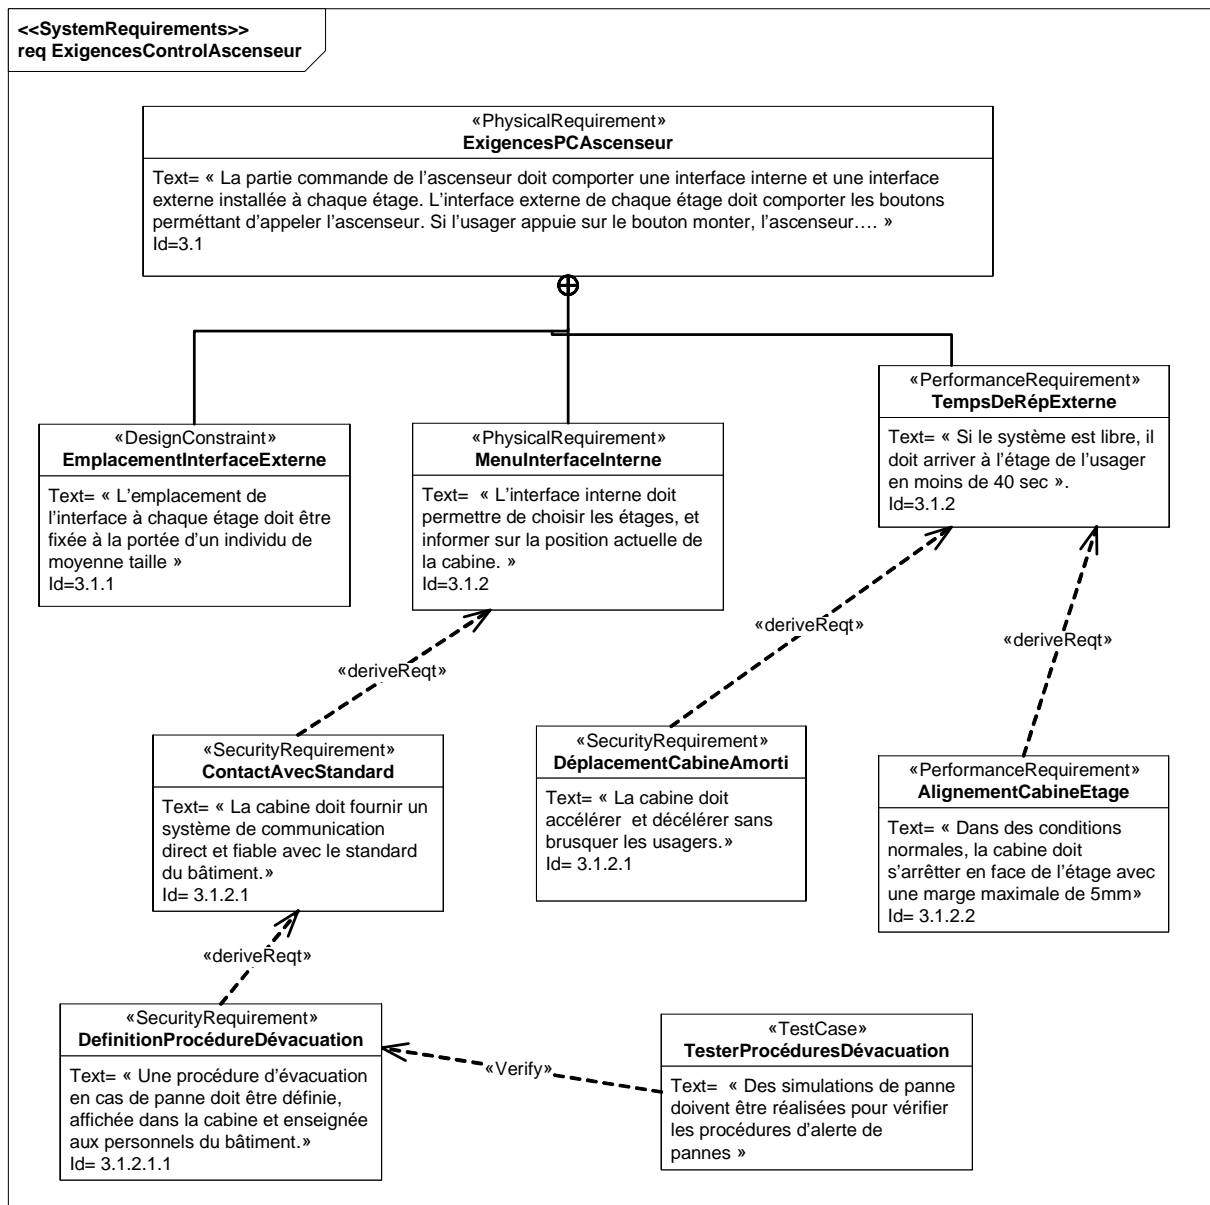 <<SystemRequirements>>
req ExigencesControlAscenseur
«PhysicalRequirement»
ExigencesPCAscenseur
Text= « La partie commande de l'ascenseur doit comporter une interface interne et une interface
externe installée à chaque étage. L'interface externe de chaque étage doit comporter les boutons
perméttant d'appeler l'ascenseur. Si l'usager appuie sur le bouton monter, l'ascenseur…. »
Id=3.1
«DesignConstraint»
EmplacementInterfaceExterne
Text= « L'emplacement de
l'interface à chaque étage doit être
fixée à la portée d'un individu de
moyenne taille »
Id=3.1.1
«PhysicalRequirement»
MenuInterfaceInterne
Text=  « L'interface interne doit
permettre de choisir les étages, et
informer sur la position actuelle de
la cabine. »
Id=3.1.2
«PerformanceRequirement»
TempsDeRépExterne
Text= « Si le système est libre, il
doit arriver à l'étage de l'usager
en moins de 40 sec ».
Id=3.1.2
«deriveReqt»
«deriveReqt»
«deriveReqt»
«SecurityRequirement»
ContactAvecStandard
Text= « La cabine doit fournir un
système de communication
direct et fiable avec le standard
du bâtiment.»
Id= 3.1.2.1
«SecurityRequirement»
DéplacementCabineAmorti
Text= « La cabine doit
accélérer  et décélérer sans
brusquer les usagers.»
Id= 3.1.2.1
«PerformanceRequirement»
AlignementCabineEtage
Text= « Dans des conditions
normales, la cabine doit
s'arrêtter en face de l'étage avec
une marge maximale de 5mm»
Id= 3.1.2.2
«deriveReqt»
«SecurityRequirement»
DefinitionProcédureDévacuation
Text= « Une procédure d'évacuation
en cas de panne doit être définie,
affichée dans la cabine et enseignée
aux personnels du bâtiment.»
Id= 3.1.2.1.1
«Verify»
«TestCase»
TesterProcéduresDévacuation
Text=  « Des simulations de panne
doivent être réalisées pour vérifier
les procédures d'alerte de
pannes »